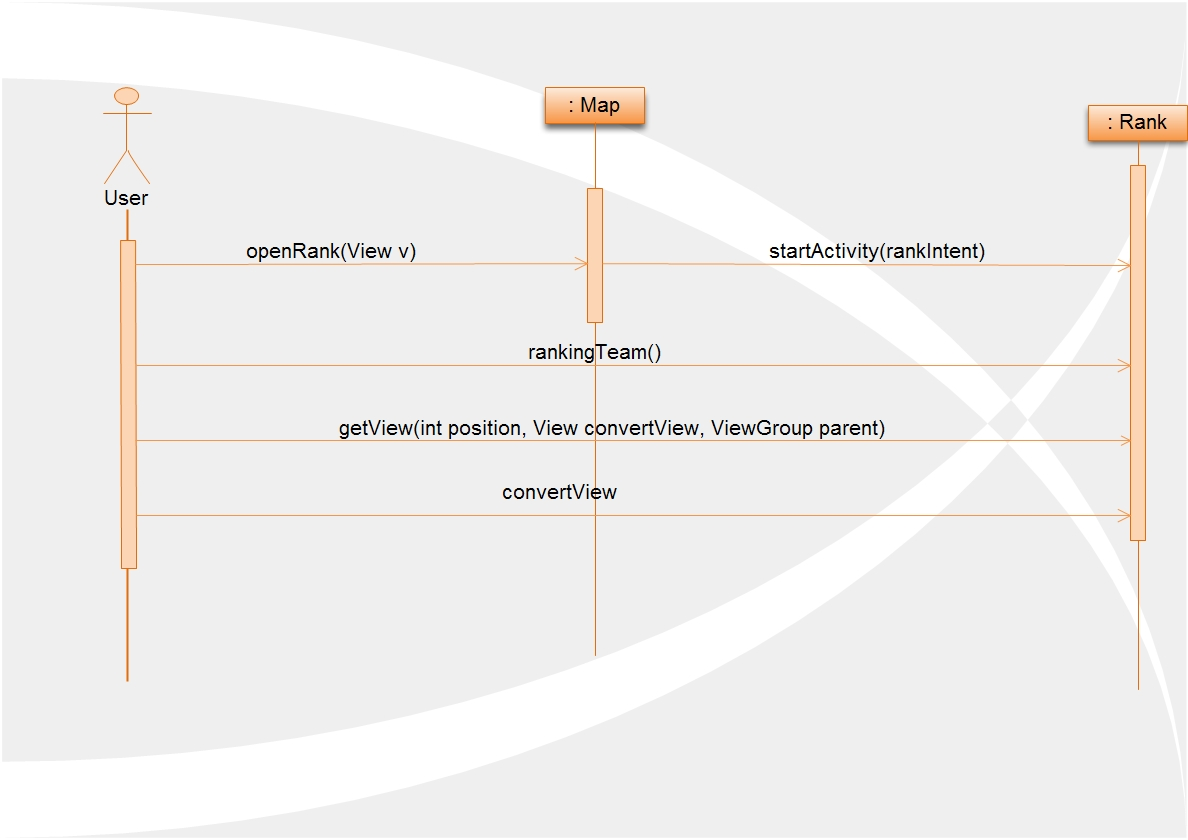 : Map
: Rank
User
openRank(View v)
startActivity(rankIntent)
rankingTeam()
getView(int position, View convertView, ViewGroup parent)
convertView